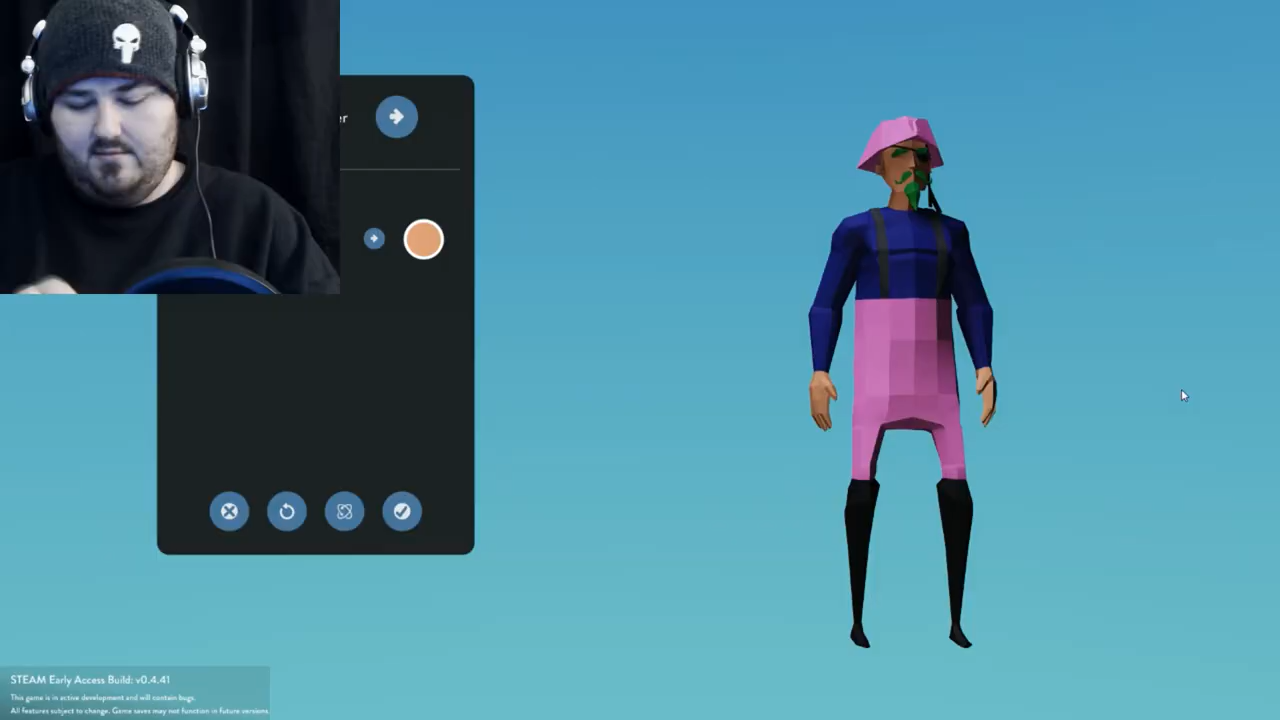 er
STEAM Early Access Build: v0.4.41
This game is in active development and will contain bugs.
All features subject to change. Game saves may not function in future versions.